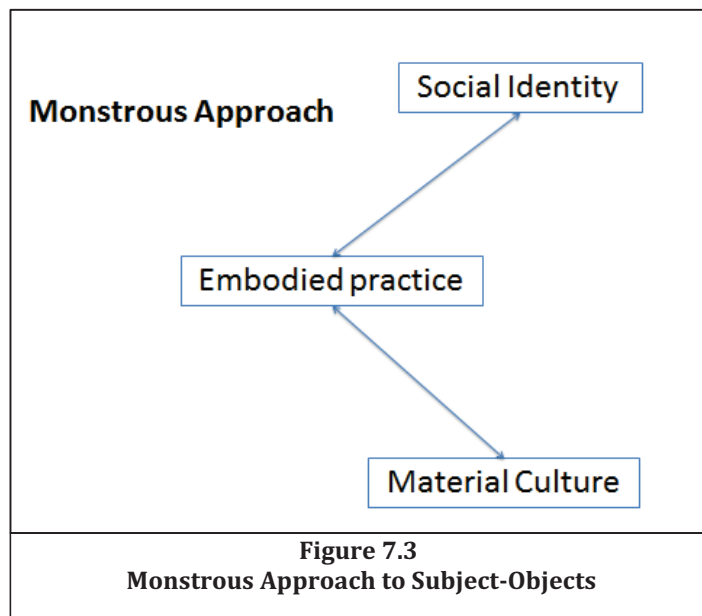 Social Identity
Monstrous Approach
Embodied practice
Material Culture
Figure 7.3
Monstrous Approach to Subject-Objects